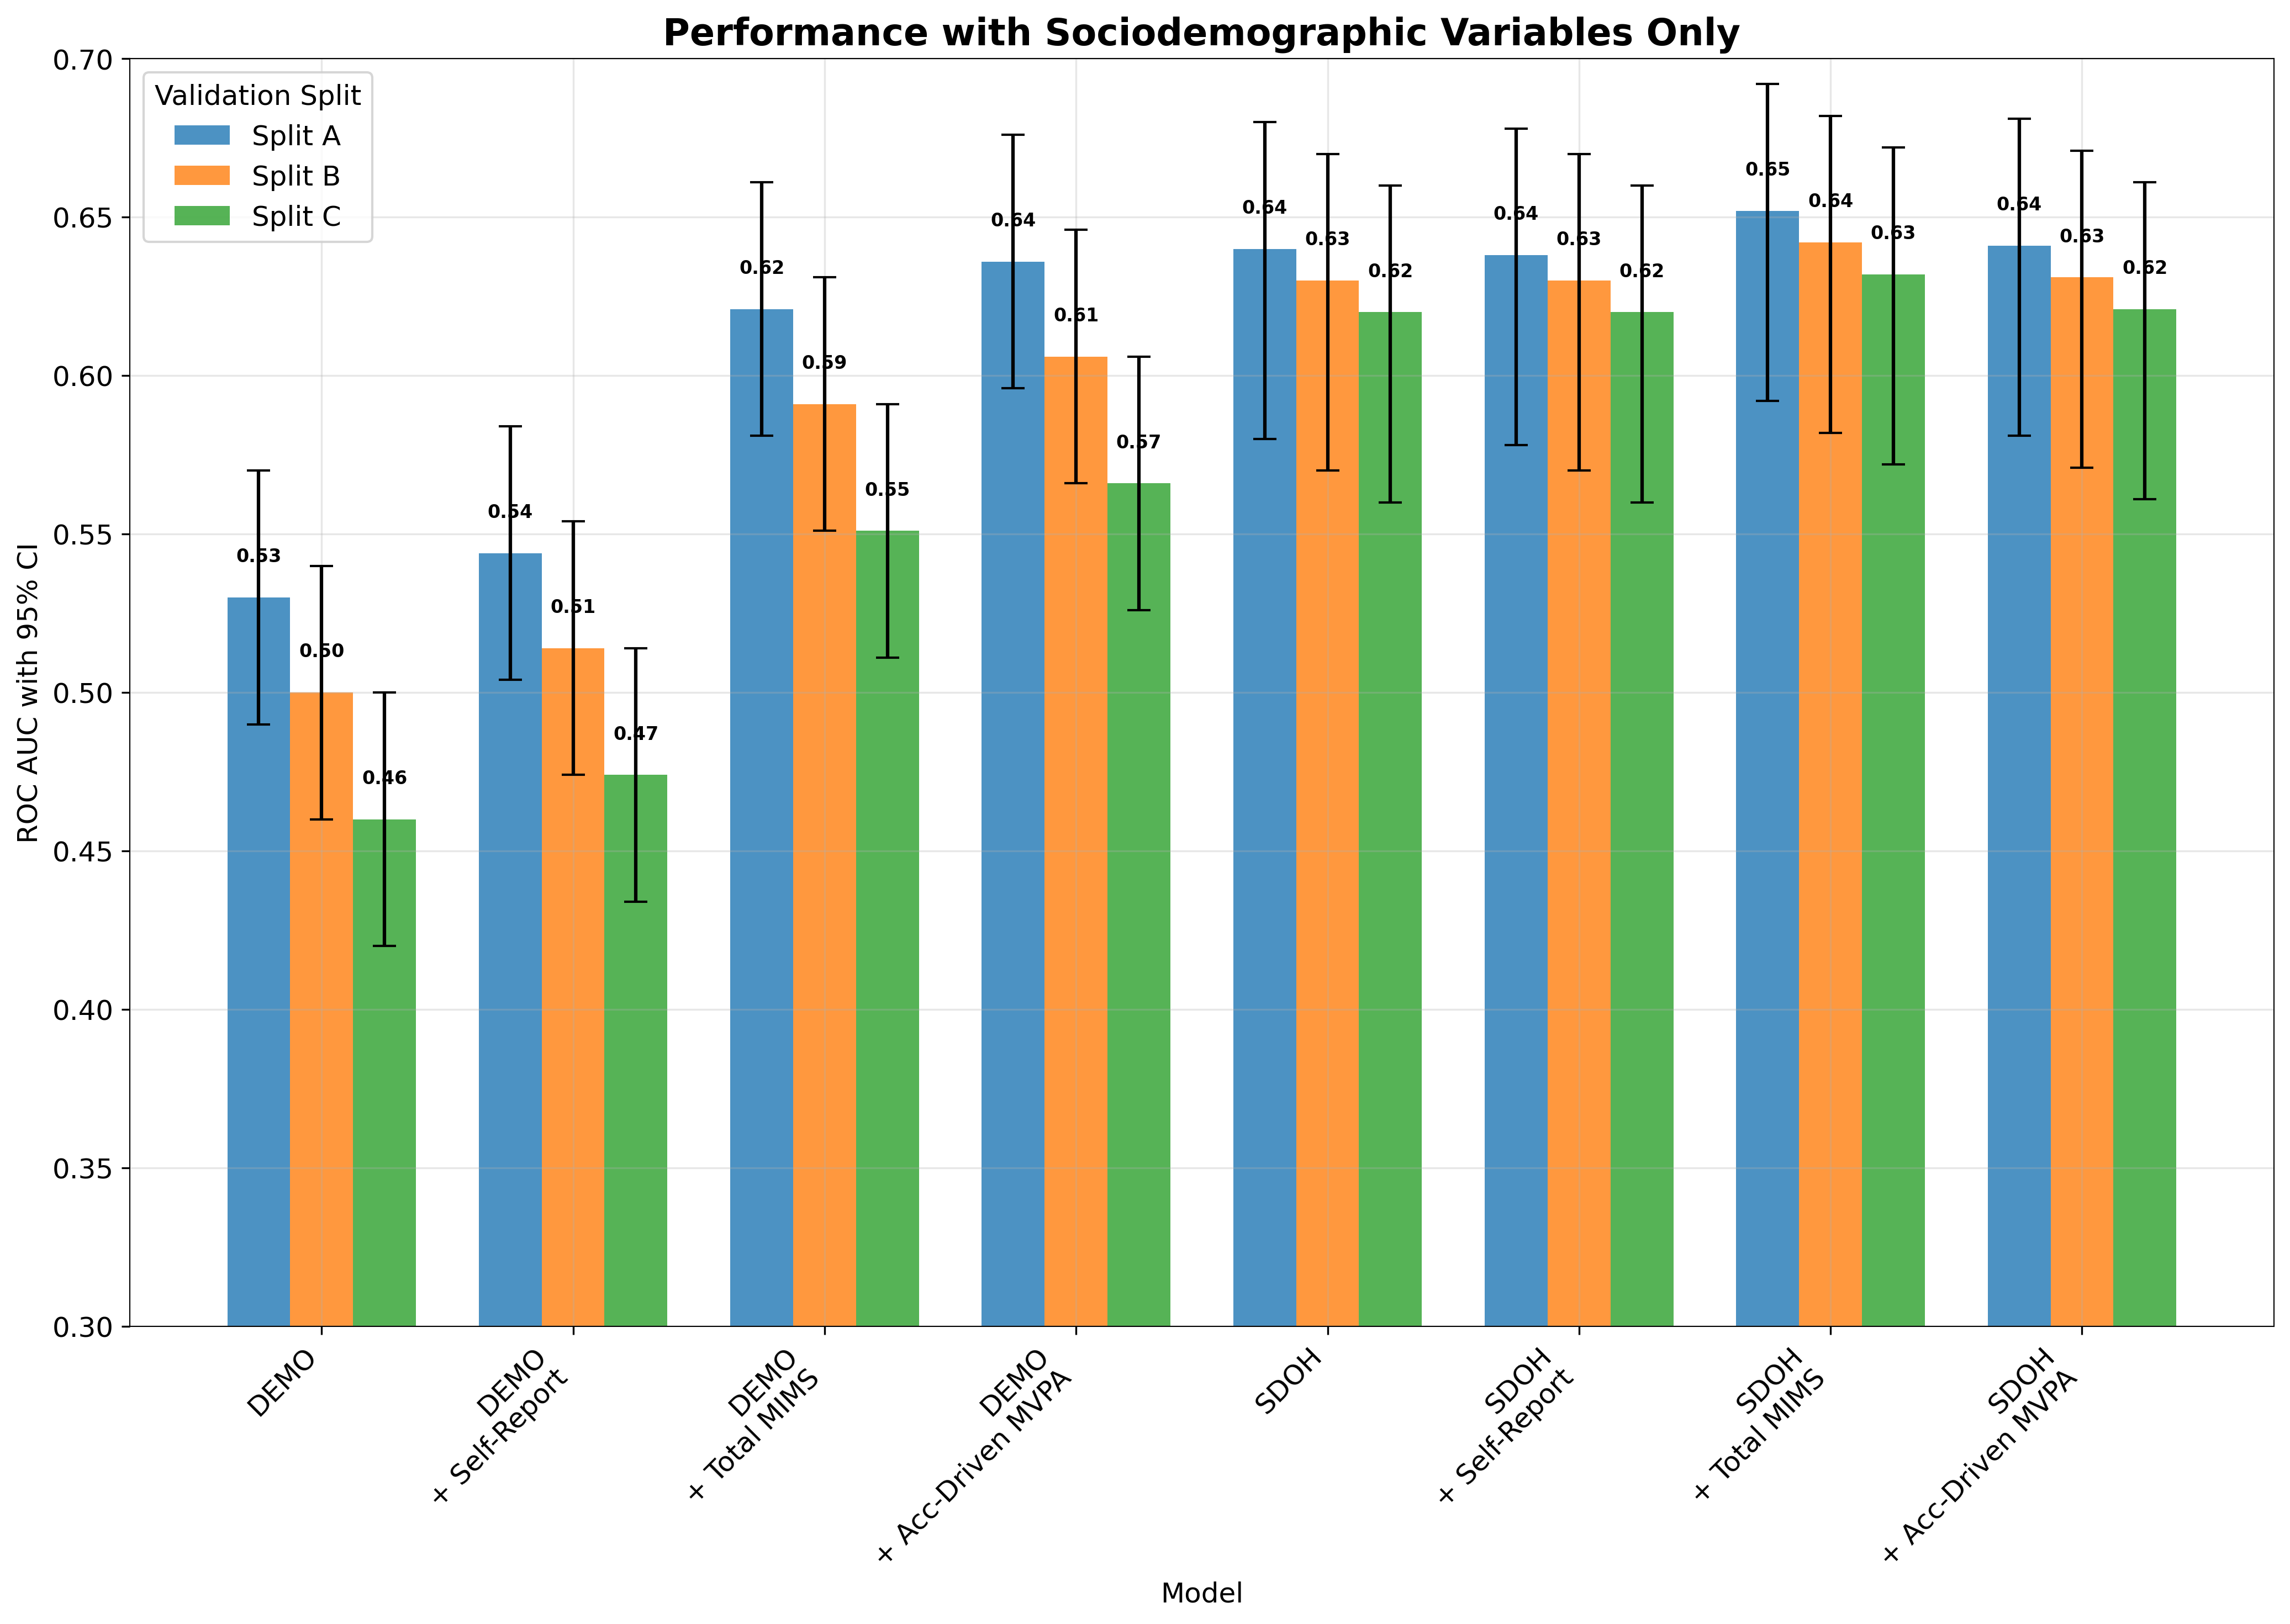 Performance with Sociodemographic Variables Only
ROC AUC with 95% CI
0.70
0.65
0.60
0.55
0.50
0.45
0.40
0.35
0.30
Validation Split
Split A
Split B
Split C
0.53
0.50
0.46
0.54
0.51
0.47
0.62
0.59
0.55
0.64
0.61
0.57
0.64
0.63
0.62
0.64
0.63
0.62
0.65
0.64
0.63
0.64
0.63
0.62
DEMO
DEMO
+ Self-Report
DEMO
+ Total MIMS
DEMO
+ Acc-Driven MVPA
SDOH
SDOH
+ Self-Report
SDOH
+ Total MIMS
SDOH
+ Acc-Driven MVPA
Model